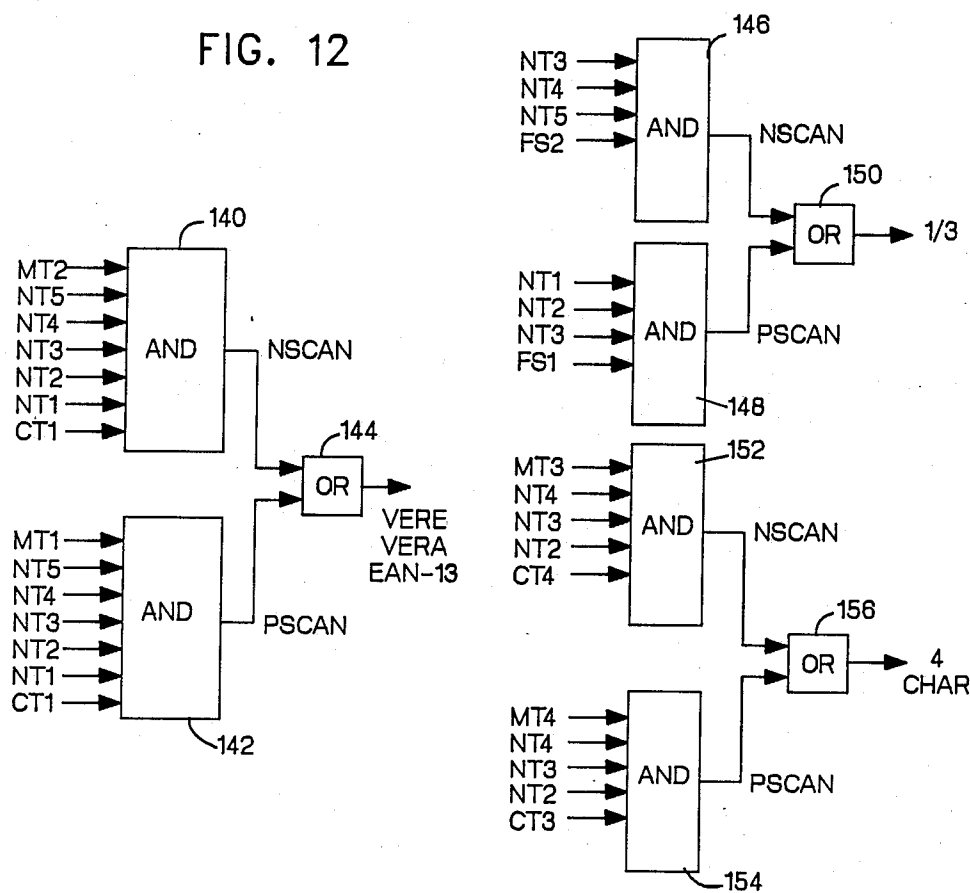 FIG. 12
140
MT2
NT5
NT4
NT3
NT2
NT1
CT1
AND
NSCAN
144
OR
VERE
VERA
EAN-13
MT1
NT5
NT4
NT3
NT2
NT1
CT1
AND
PSCAN
142
146
NT3
NT4
NT5
FS2
AND
NSCAN
150
OR
1/3
NT1
NT2
NT3
FS1
AND
PSCAN
148
152
MT3
NT4
NT3
NT2
CT4
AND
NSCAN
156
OR
4
CHAR
MT4
NT4
NT3
NT2
CT3
AND
PSCAN
154